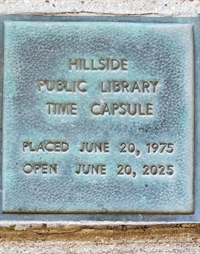 HILLSIDE
PUBLIC LIBRARY
TIME CAPSULE
PLACED JUNE 20, 1975
OPEN JUNE 20, 2025